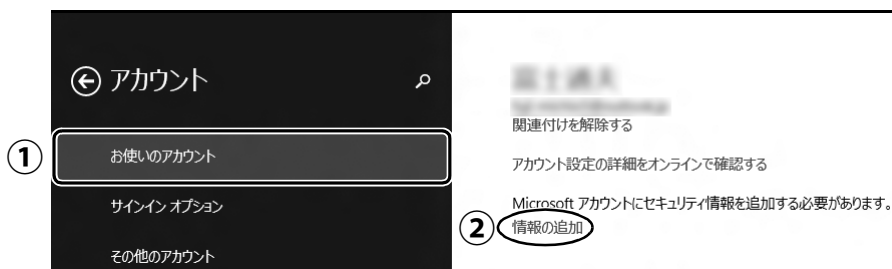 アカウント
①
お使いのアカウント
サインイン オプション
その他のアカウント
関連付けを解除する
アカウント設定の詳細をオンラインで確認する
Microsoft アカウントにセキュリティ情報を追加する必要があります。
②
情報の追加